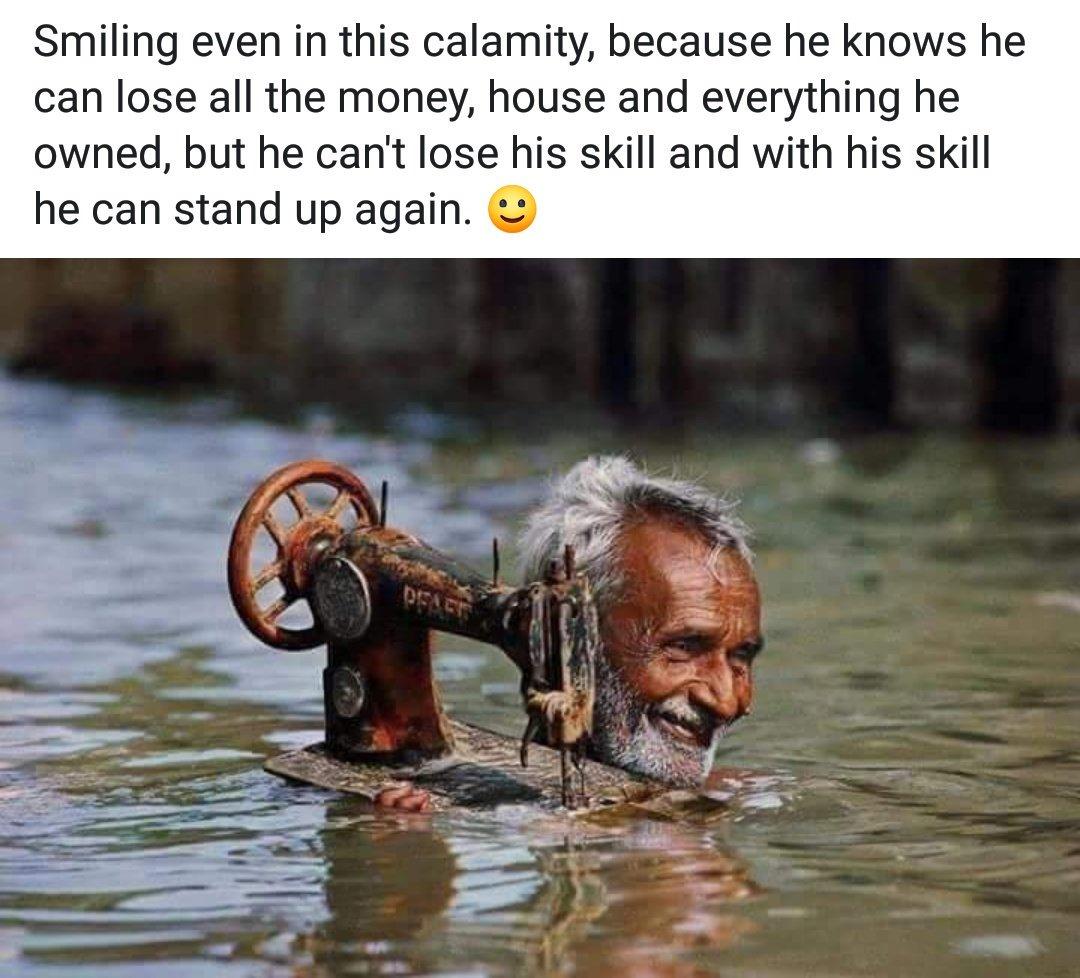 Smiling even in this calamity, because he knows he
can lose all the money, house and everything he
owned, but he can't lose his skill and with his skill
he can stand up again. 🙂
PFAFF